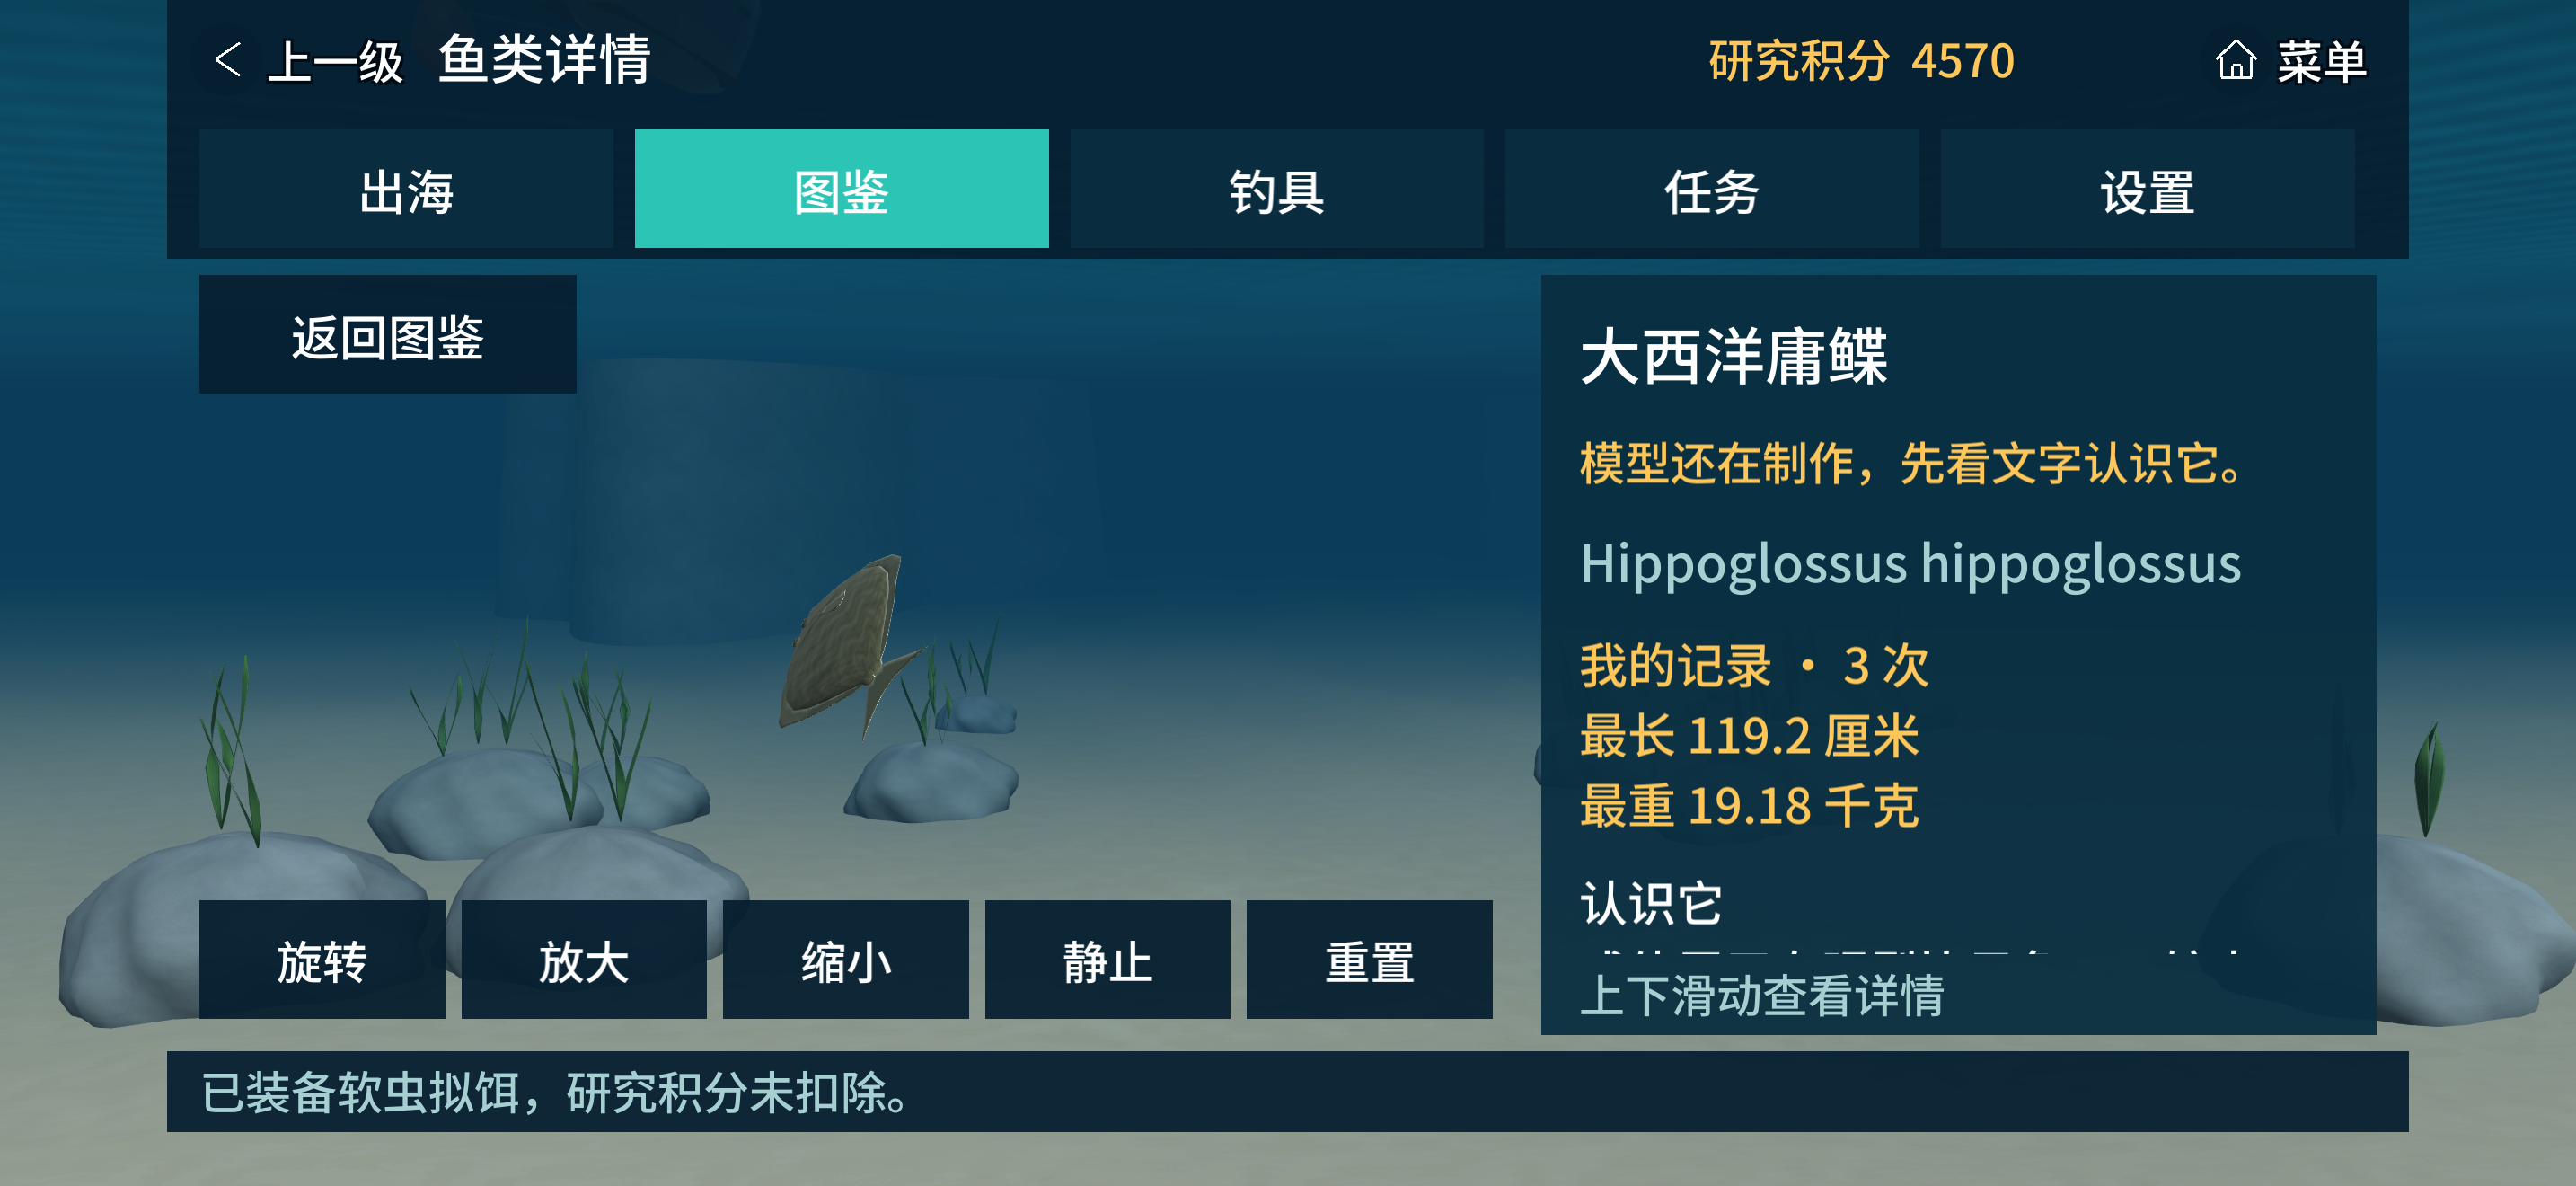 上一级 鱼类详情 研究积分 4570 菜单
出海 图鉴 钓具 任务 设置
返回图鉴
大西洋庸鲽
模型还在制作，先看文字认识它。
Hippoglossus hippoglossus
我的记录 · 3 次
最长 119.2 厘米
最重 19.18 千克
认识它
上下滑动查看详情
旋转 放大 缩小 静止 重置
已装备软虫拟饵，研究积分未扣除。